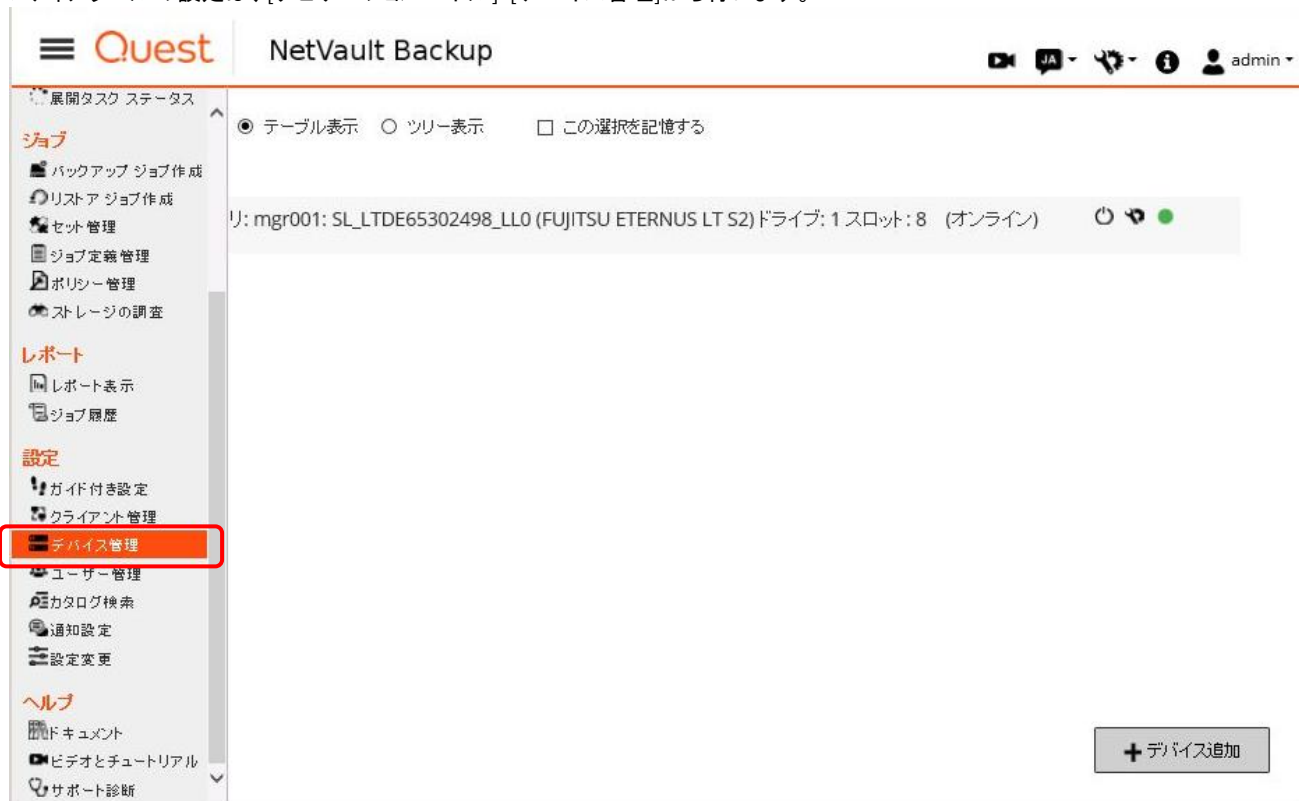 Quest NetVault Backup JA admin
展開タスク ステータス
ジョブ
バックアップ ジョブ作成
リストア ジョブ作成
セット管理
ジョブ定義管理
ポリシー管理
ストレージの調査
レポート
レポート表示
ジョブ履歴
設定
ガイド付き設定
クライアント管理
デバイス管理
ユーザー管理
カタログ検索
通知設定
設定変更
ヘルプ
ドキュメント
ビデオとチュートリアル
サポート診断
テーブル表示 ツリー表示 この選択を記憶する
リ: mgr001: SL_LTDE65302498_LL0 (FUJITSU ETERNUS LT S2) ドライブ: 1 スロット: 8 (オンライン)
デバイス追加